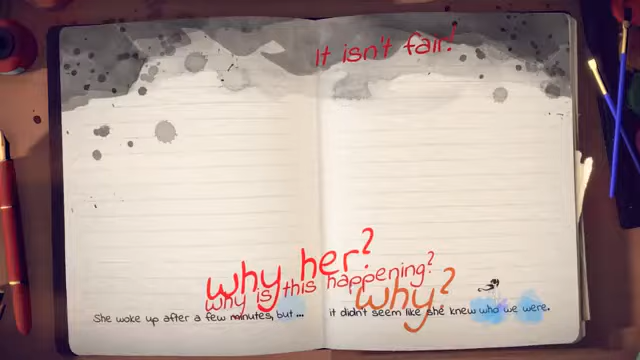 It isn't fair!
why her?
why is this happening?
why?
She woke up after a few minutes, but ... it didn't seem like she knew who we were.